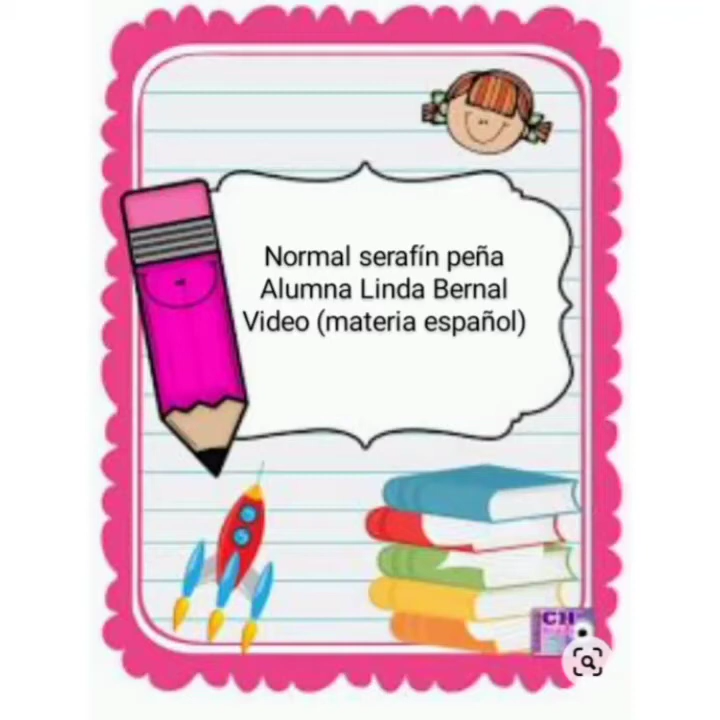 Normal serafín peña
Alumna Linda Bernal
Video (materia español)